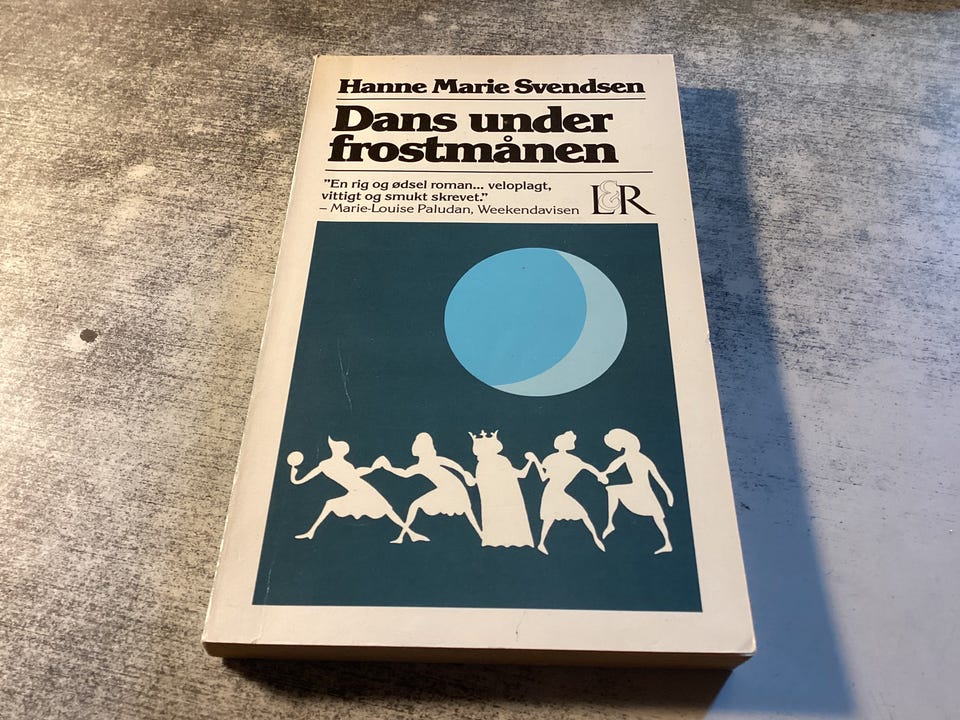 Hanne Marie Svendsen
Dans under
frostmånen
"En rig og ødsel roman... veloplagt,
vittigt og smukt skrevet."
– Marie-Louise Paludan, Weekendavisen
L&R